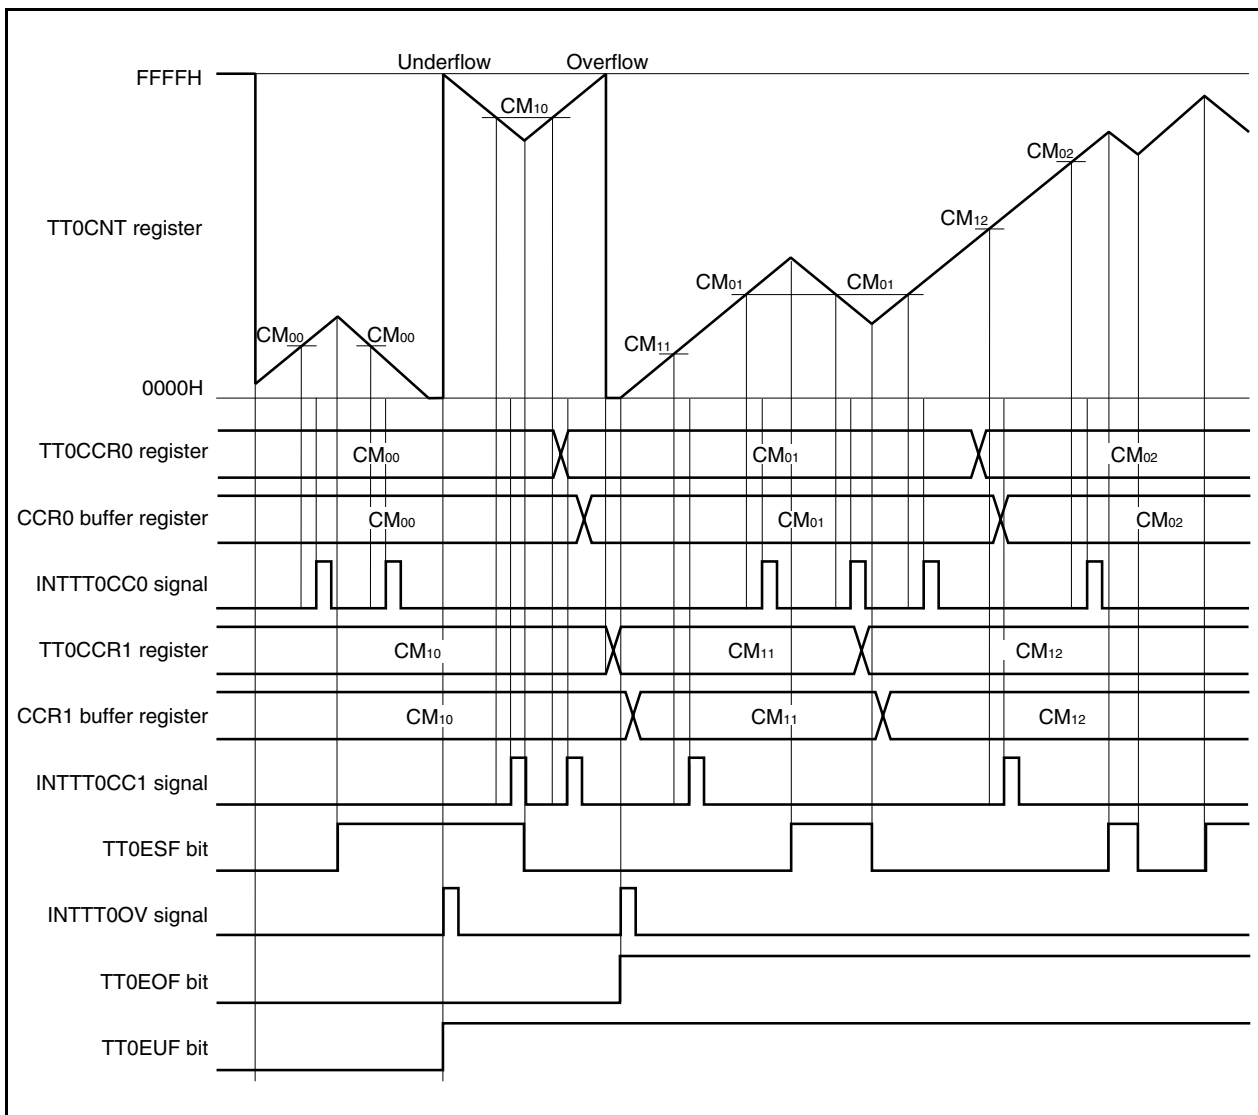 Underflow Overflow
FFFFH
CM10
CM02
TT0CNT register
CM12
CM01 CM01
CM00 CM00
CM11
0000H
TT0CCR0 register CM00 CM01 CM02
CCR0 buffer register CM00 CM01 CM02
INTTT0CC0 signal
TT0CCR1 register CM10 CM11 CM12
CCR1 buffer register CM10 CM11 CM12
INTTT0CC1 signal
TT0ESF bit
INTTT0OV signal
TT0EOF bit
TT0EUF bit